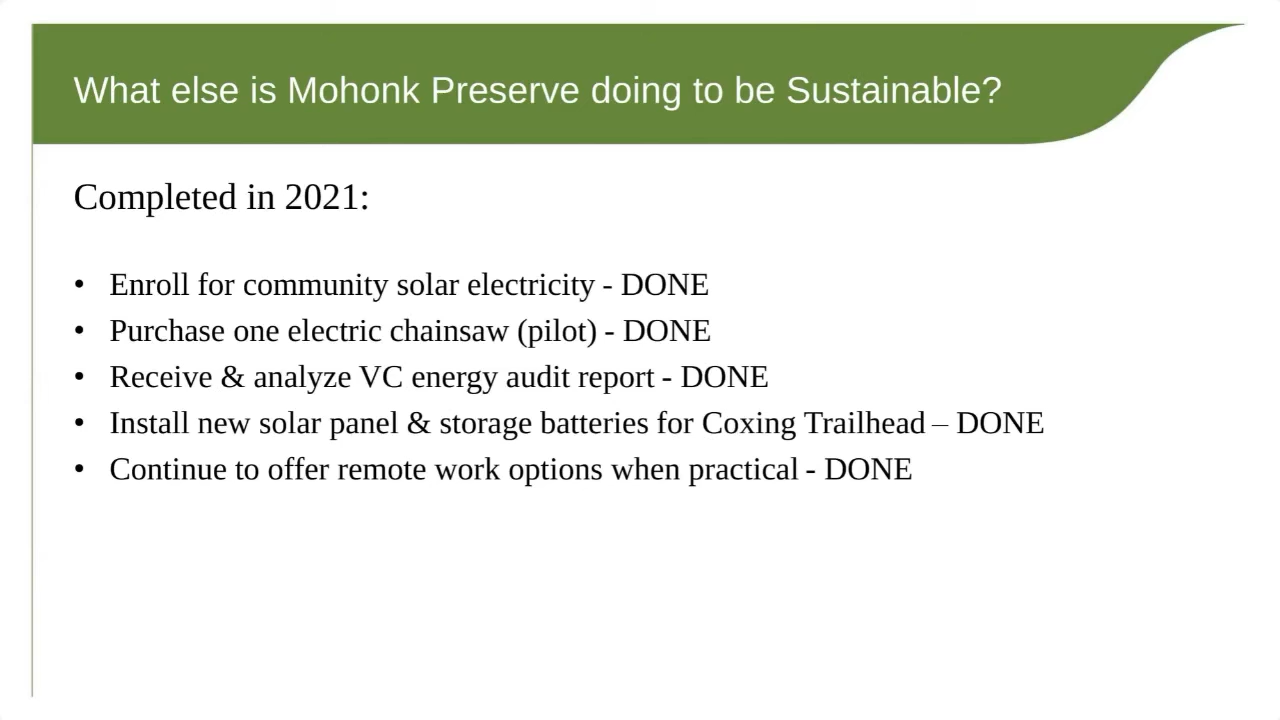 What else is Mohonk Preserve doing to be Sustainable?
Completed in 2021:
• Enroll for community solar electricity - DONE
• Purchase one electric chainsaw (pilot) - DONE
• Receive & analyze VC energy audit report - DONE
• Install new solar panel & storage batteries for Coxing Trailhead – DONE
• Continue to offer remote work options when practical - DONE